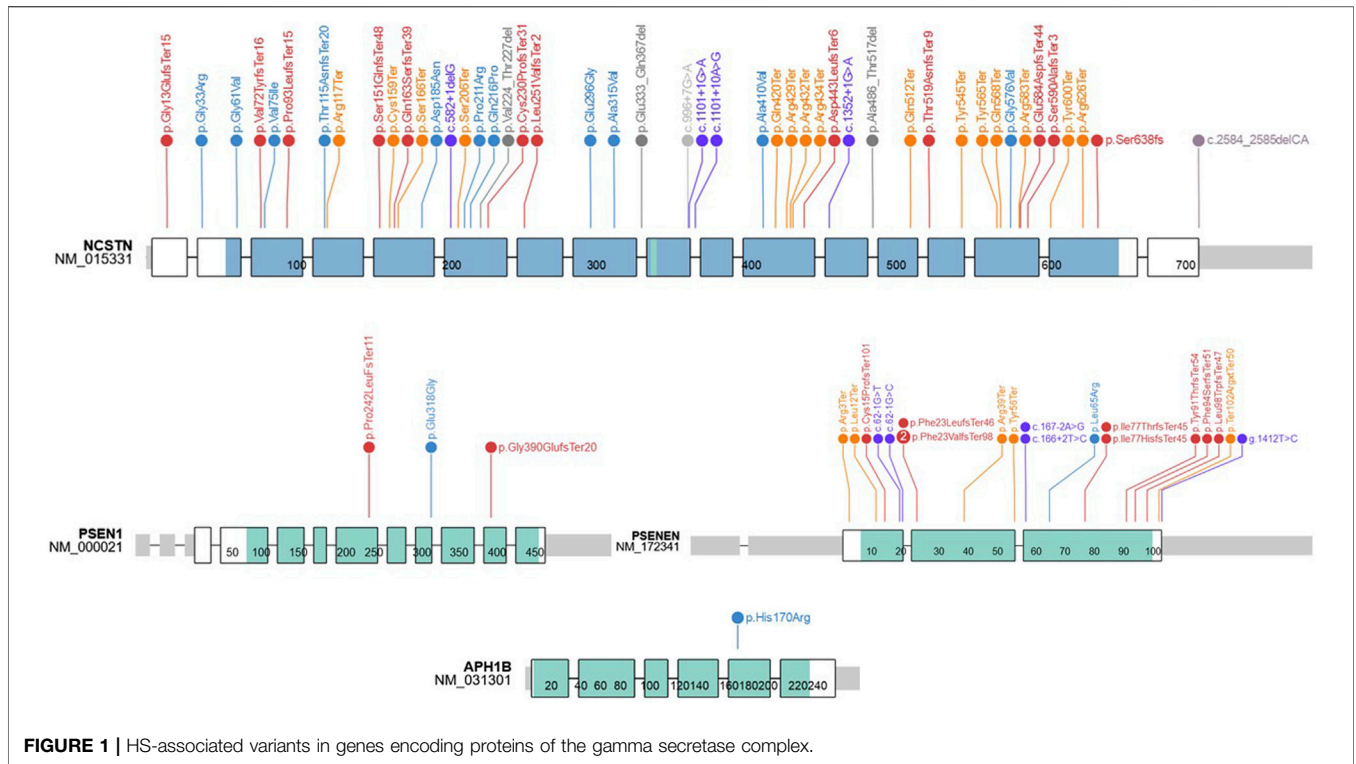 p.Gly13GlufsTer15
p.Gly33Arg
p.Gly61Val
p.Val72TyrfsTer16
p.Val75Ile
p.Pro93LeufsTer15
p.Thr115AsnfsTer20
p.Arg117Ter
p.Ser151GlnfsTer48
p.Cys159Ter
p.Gln163SerfsTer39
p.Ser166Ter
p.Asp185Asn
c.582+1delG
p.Ser206Ter
p.Pro211Arg
p.Gln216Pro
p.Val224_Thr227del
p.Cys230ProfsTer31
p.Leu251ValfsTer2
p.Glu296Gly
p.Ala315Val
p.Glu333_Gln367del
c.996+7G>A
c.1101+1G>A
c.1101+10A>G
p.Ala410Val
p.Gln420Ter
p.Arg429Ter
p.Arg432Ter
p.Arg434Ter
p.Asp443LeufsTer6
c.1352+1G>A
p.Ala486_Thr517del
p.Gln512Ter
p.Thr519AsnfsTer9
p.Tyr545Ter
p.Tyr565Ter
p.Gln568Ter
p.Gly576Val
p.Arg583Ter
p.Glu584AspfsTer44
p.Ser590AlafsTer3
p.Tyr600Ter
p.Arg626Ter
p.Ser638fs
c.2584_2585delCA
NCSTN
NM_015331
100 200 300 400 500 600 700
p.Pro242LeuFsTer11
p.Glu318Gly
p.Gly390GlufsTer20
PSEN1
NM_000021
50 100 150 200 250 300 350 400 450
p.Arg3Ter
p.Leu12Ter
p.Cys15ProfsTer101
c.62-1G>T
c.62-1G>C
p.Phe23LeufsTer46
2 p.Phe23ValfsTer98
p.Arg39Ter
p.Tyr56Ter
c.167-2A>G
c.166+2T>C
p.Leu65Arg
p.Ile77ThrfsTer45
p.Ile77HisfsTer45
p.Tyr91ThrfsTer54
p.Phe94SerfsTer51
p.Leu98TrpfsTer47
p.Ter102ArgxtTer50
g.1412T>C
PSENEN
NM_172341
10 20 30 40 50 60 70 80 90 100
p.His170Arg
APH1B
NM_031301
20 40 60 80 100 120140 160180200 220240
FIGURE 1 | HS-associated variants in genes encoding proteins of the gamma secretase complex.